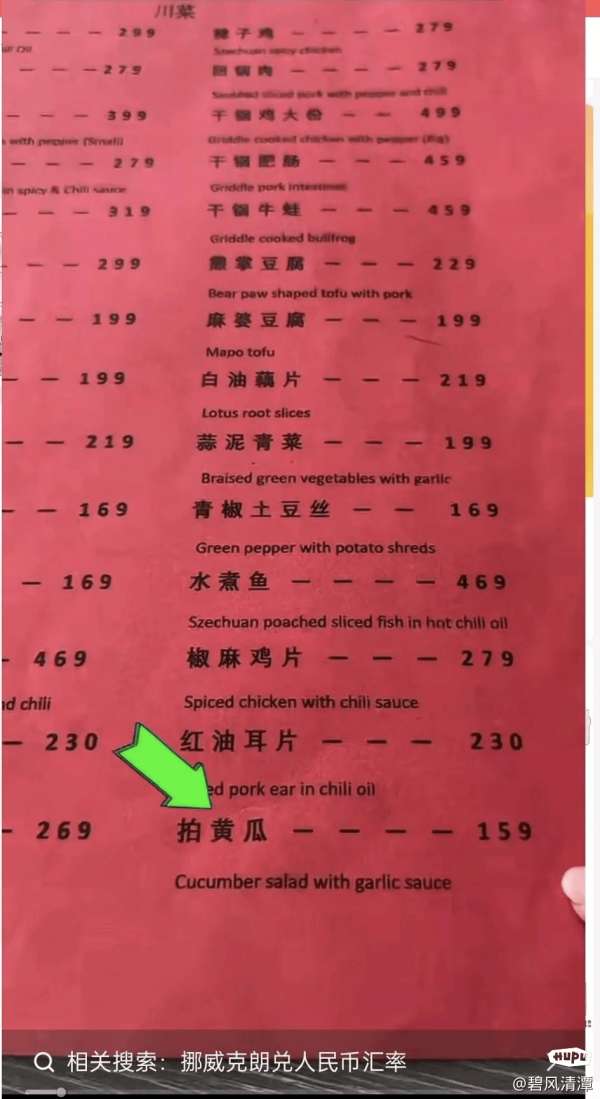 川菜
— — — — 299 辣子鸡 — — — — 279
Szechuan spicy chicken
— — — 279 回锅肉 — — — — 279
Sautéed sliced pork with pepper and chili
— — — 399 干锅鸡大份 — — 499
with pepper (Small) Griddle cooked chicken with pepper (Big)
— — — 279 干锅肥肠 — — — 459
in spicy & Chili sauce Griddle pork intestines
— — — 319 干锅牛蛙 — — — 459
Griddle cooked bullfrog
— — 299 熊掌豆腐 — — — 229
Bear paw shaped tofu with pork
— — 199 麻婆豆腐 — — — 199
Mapo tofu
— — 199 白油藕片 — — — 219
Lotus root slices
— — 219 蒜泥青菜 — — — 199
Braised green vegetables with garlic
— — 169 青椒土豆丝 — — 169
Green pepper with potato shreds
— 169 水煮鱼 — — — — 469
Szechuan poached sliced fish in hot chili oil
- 469 椒麻鸡片 — — — 279
nd chili Spiced chicken with chili sauce
— 230 红油耳片 — — — 230
ed pork ear in chili oil
- 269 拍黄瓜 — — — — 159
Cucumber salad with garlic sauce
相关搜索：挪威克朗兑人民币汇率
HUPU
@碧风清潭